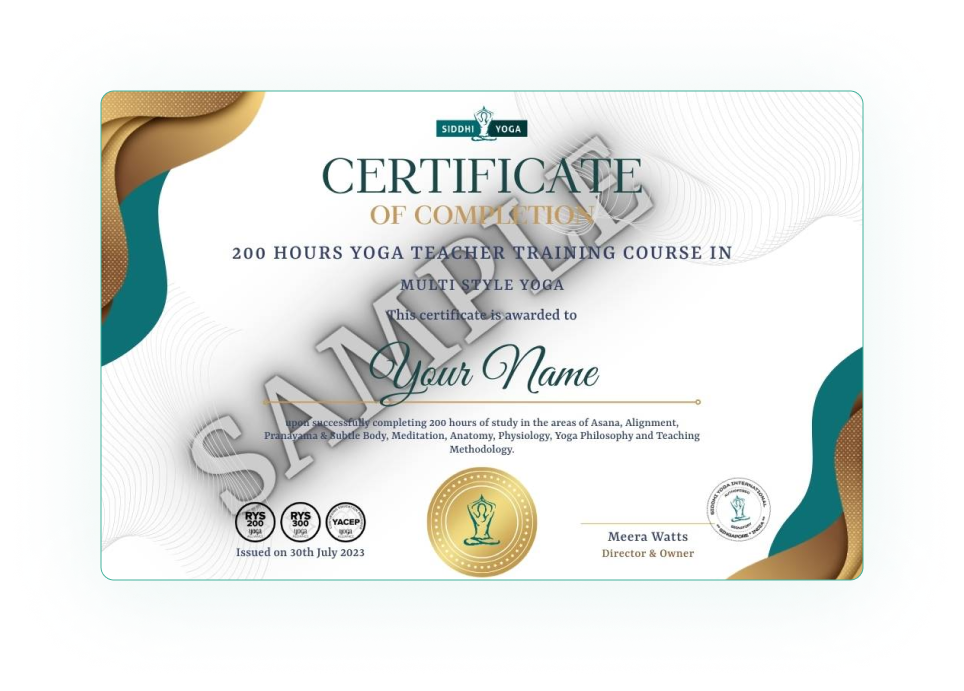 SIDDHI YOGA
CERTIFICATE
OF COMPLETION
200 HOURS YOGA TEACHER TRAINING COURSE IN
MULTI STYLE YOGA
This certificate is awarded to
SAMPLE
Your Name
upon successfully completing 200 hours of study in the areas of Asana, Alignment,
Pranayama & Subtle Body, Meditation, Anatomy, Physiology, Yoga Philosophy and Teaching
Methodology.
RYS
200
yoga
RYS
300
yoga
YACEP
yoga
Issued on 30th July 2023
SIDDHI YOGA INTERNATIONAL
AUTHORIZED
SIGNATORY
SINGAPORE * INDIA
Meera Watts
Director & Owner